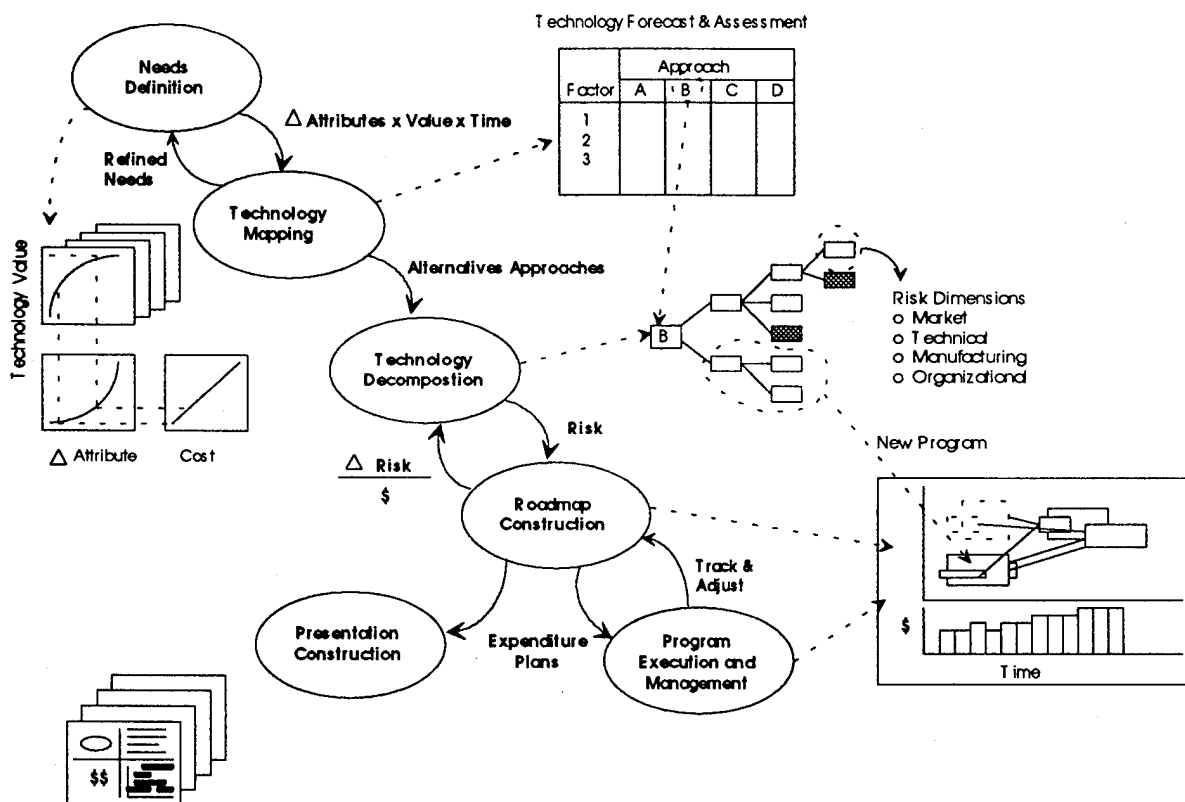 Technology Forecast & Assessment
Approach
Factor A B C D
1
2
3
Needs
Definition
Δ Attributes x Value x Time
Refined
Needs
Technology
Mapping
Technology Value
Alternatives Approaches
Δ Attribute
Cost
Technology
Decompostion
B
Risk Dimensions
o Market
o Technical
o Manufacturing
o Organizational
Risk
Δ Risk
$
New Program
Roadmap
Construction
Track &
Adjust
Presentation
Construction
Expenditure
Plans
Program
Execution and
Management
$
Time
$$